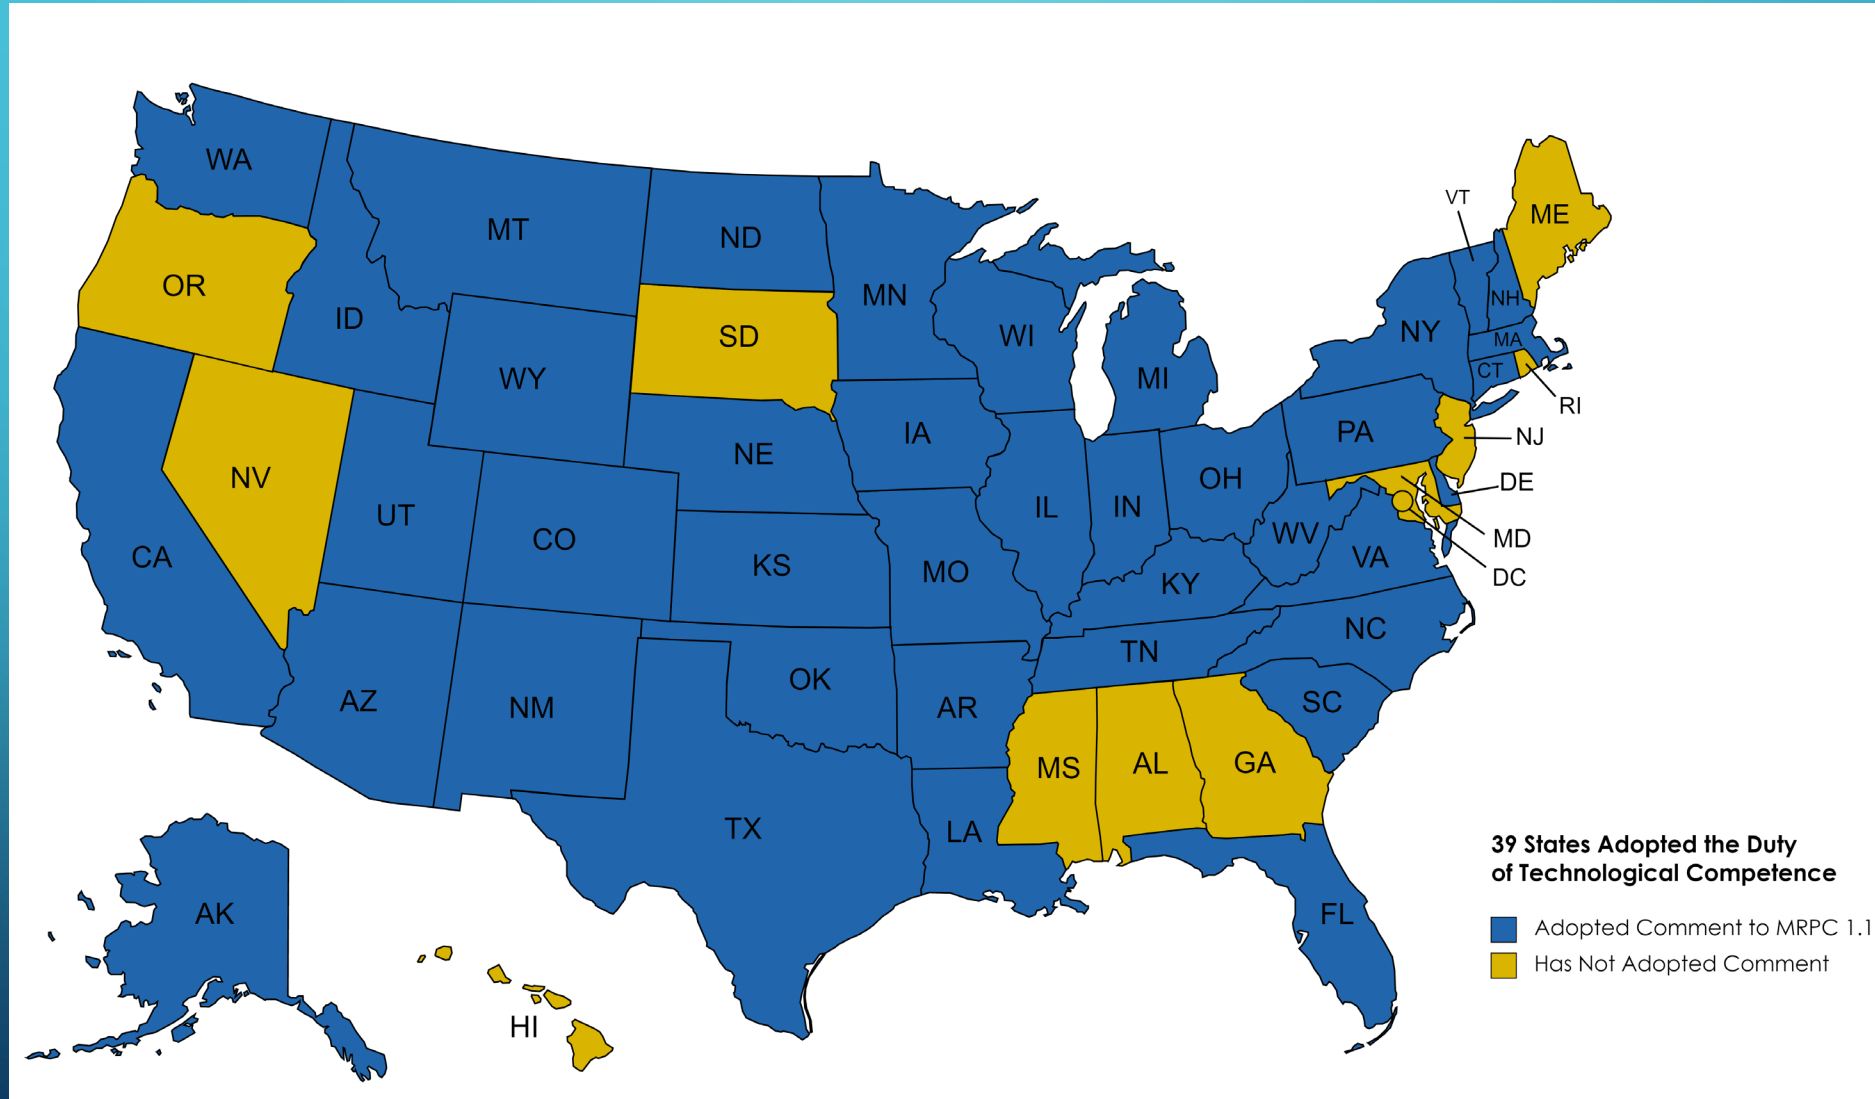 WA
MT
ND
MN
OR
ID
SD
WI
WY
MI
IA
NE
NV
UT
CO
CA
KS
MO
IL
IN
OH
PA
NY
VT
ME
NH
MA
CT
RI
NJ
DE
MD
DC
WV
VA
KY
NC
TN
SC
AZ
NM
OK
AR
MS
AL
GA
TX
LA
FL
AK
HI
39 States Adopted the Duty
of Technological Competence
Adopted Comment to MRPC 1.1
Has Not Adopted Comment